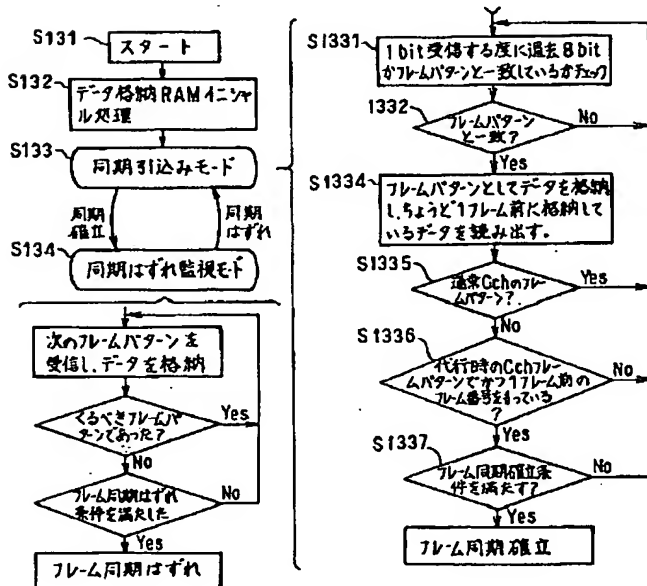 S131
スタート
S132
データ格納RAMイニシャ
ル処理
S133
同期引込みモード
同期
確立
同期
はずれ
S134
同期はずれ監視モード
次のフレームパターンを
受信し、データを格納
くるべきフレームパ
ターンであった?
Yes
No
フレーム同期はずれ
条件を満たした
No
Yes
フレーム同期はずれ
S1331
1bit受信する度に過去8bit
がフレームパターンと一致しているかチェック
1332
フレームパターン
と一致?
No
Yes
S1334
フレームパターンとしてデータを格納
し、ちょうど1フレーム前に格納して
いるデータを読み出す。
S1335
通常Cchのフレー
ムパターン?
Yes
No
S1336
代行時のCchフレー
ムパターンでかつ1フレーム前の
フレーム番号をもっている
?
No
Yes
S1337
フレーム同期確立条
件を満たす?
No
Yes
フレーム同期確立